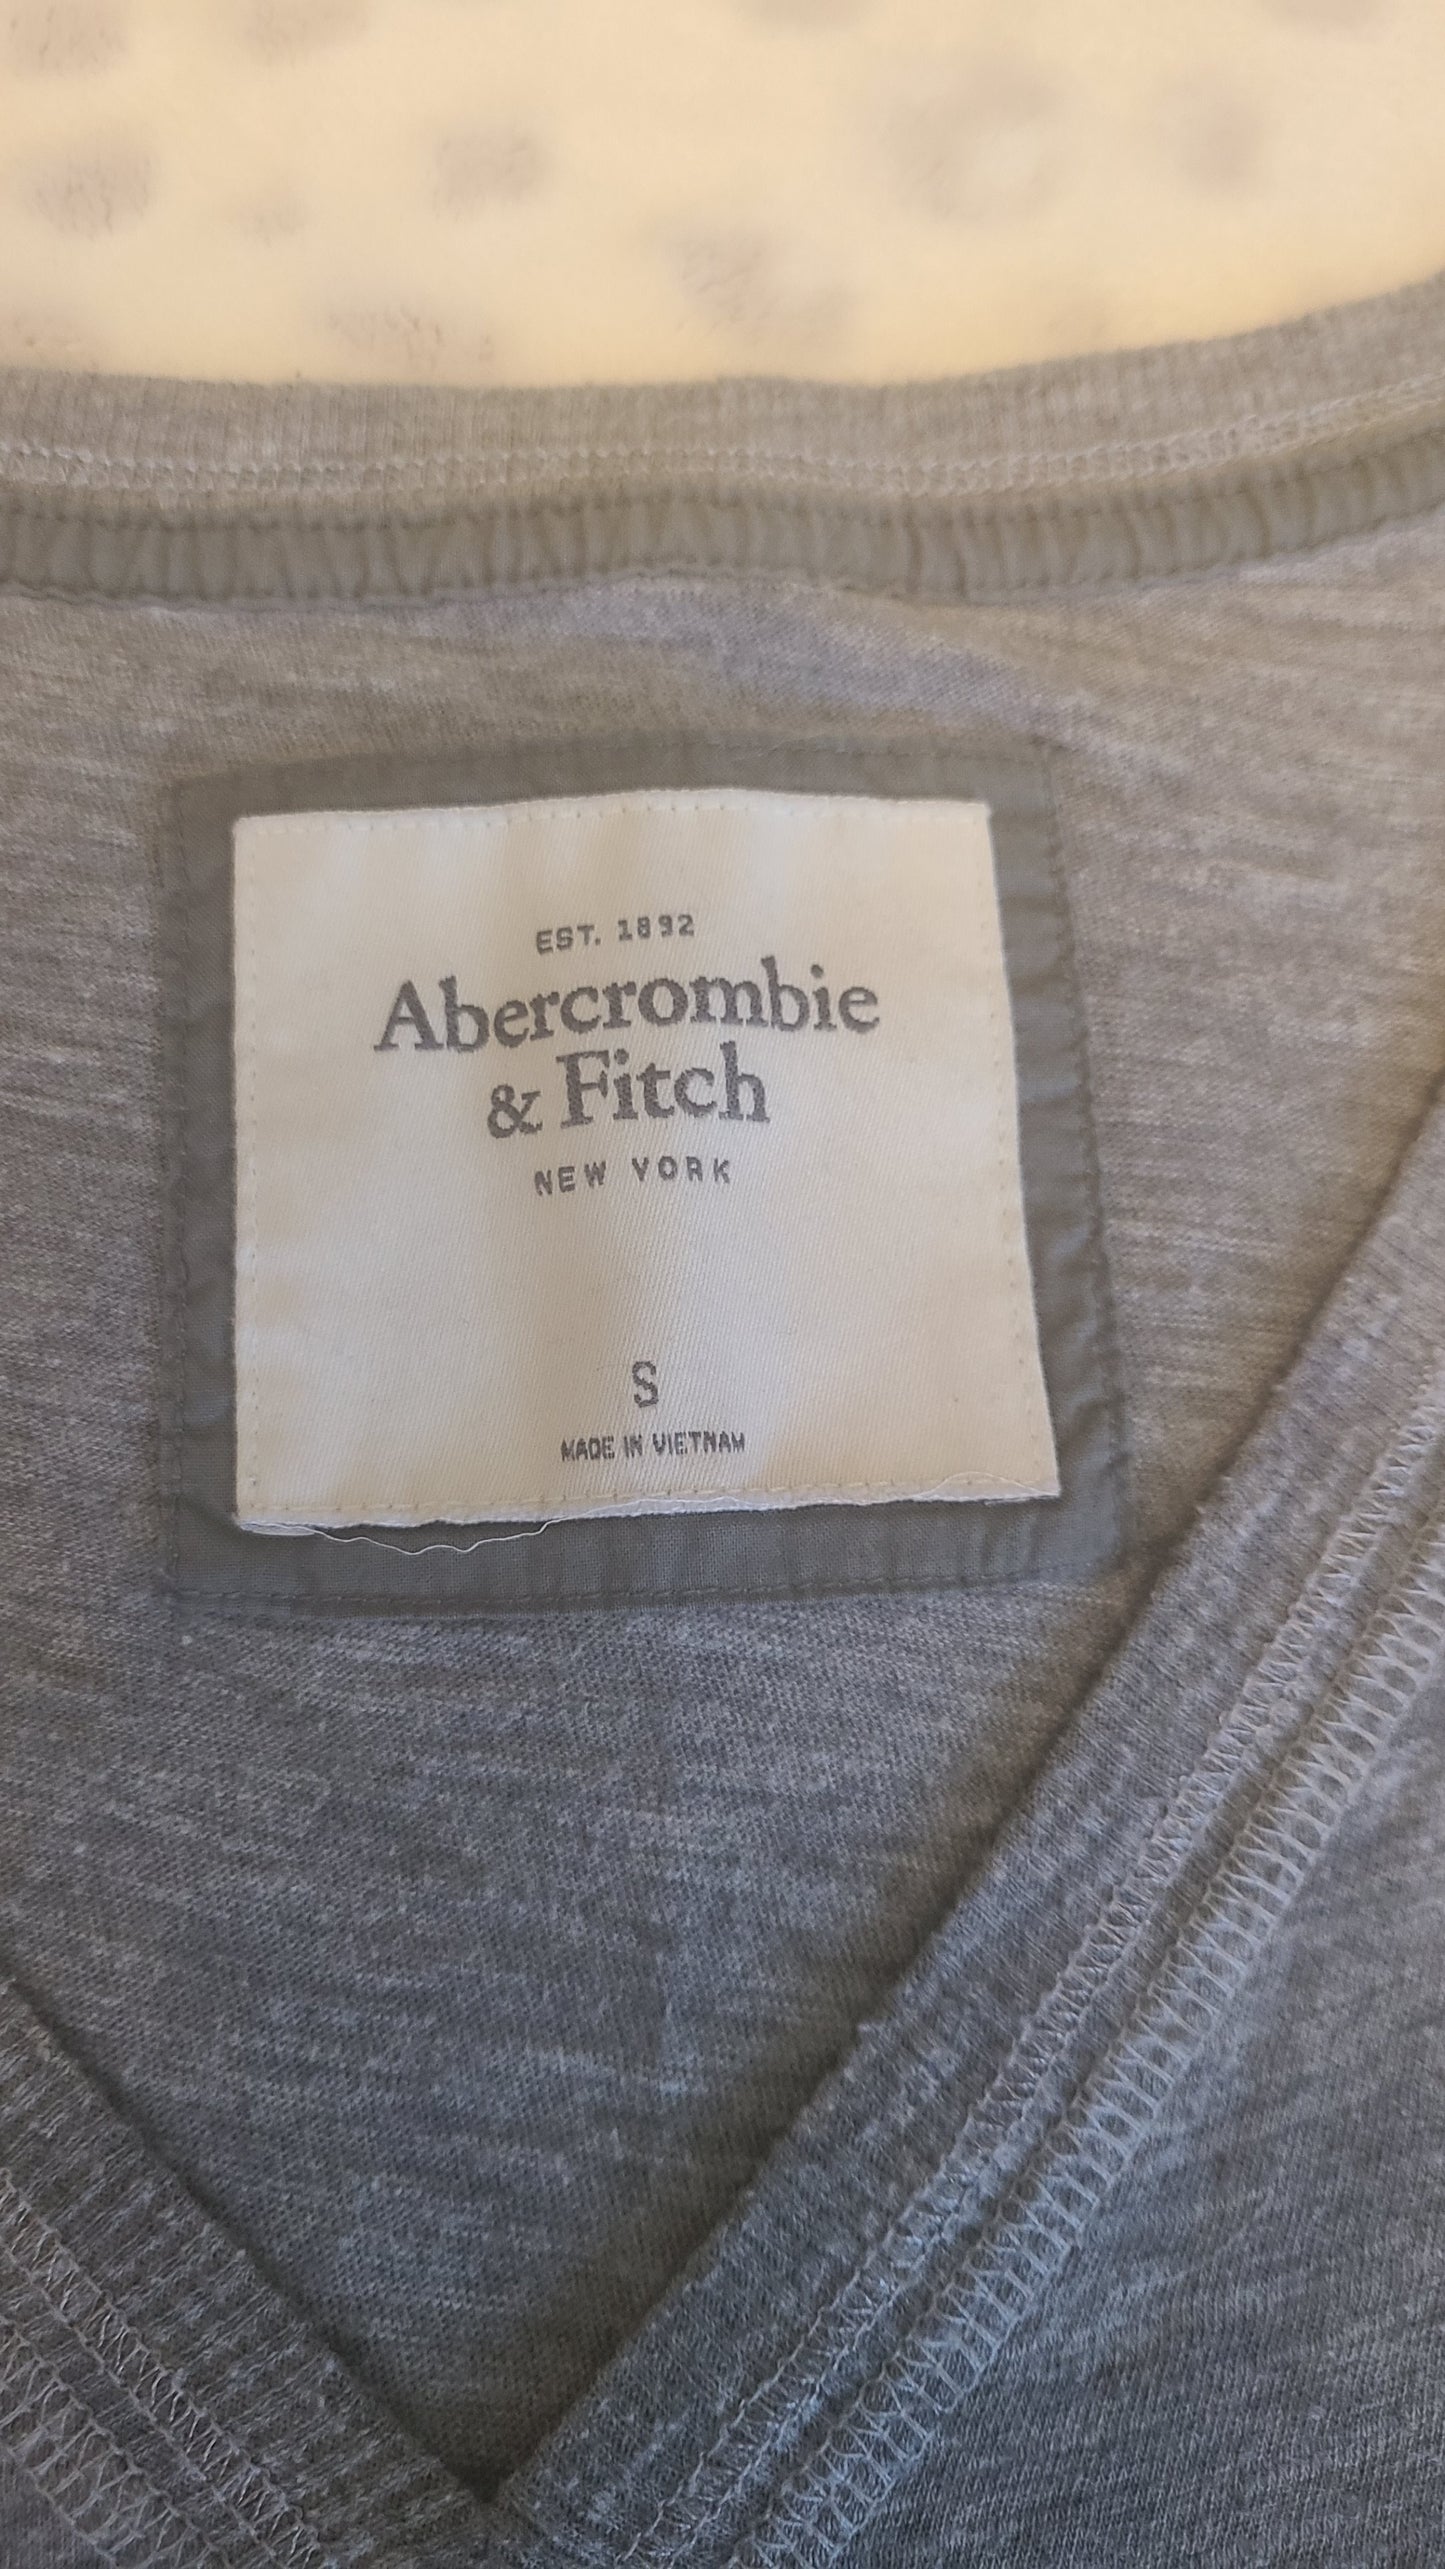 EST. 1892
Abercrombie
& Fitch
NEW YORK
S
MADE IN VIETNAM